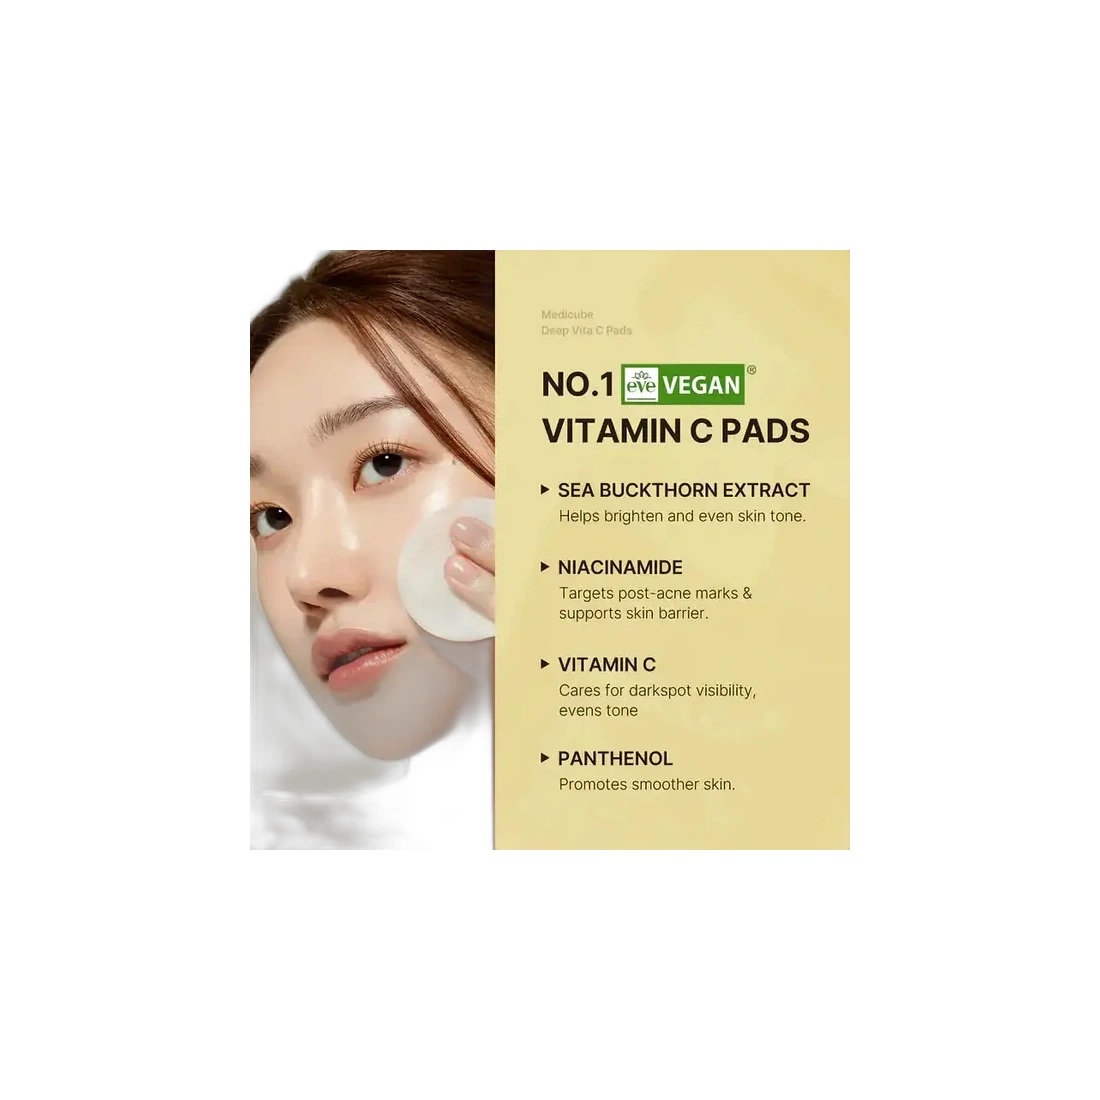 Medicube
Deep Vita C Pads
NO.1 eve VEGAN®
VITAMIN C PADS
▶ SEA BUCKTHORN EXTRACT
Helps brighten and even skin tone.
▶ NIACINAMIDE
Targets post-acne marks &
supports skin barrier.
▶ VITAMIN C
Cares for darkspot visibility,
evens tone
▶ PANTHENOL
Promotes smoother skin.